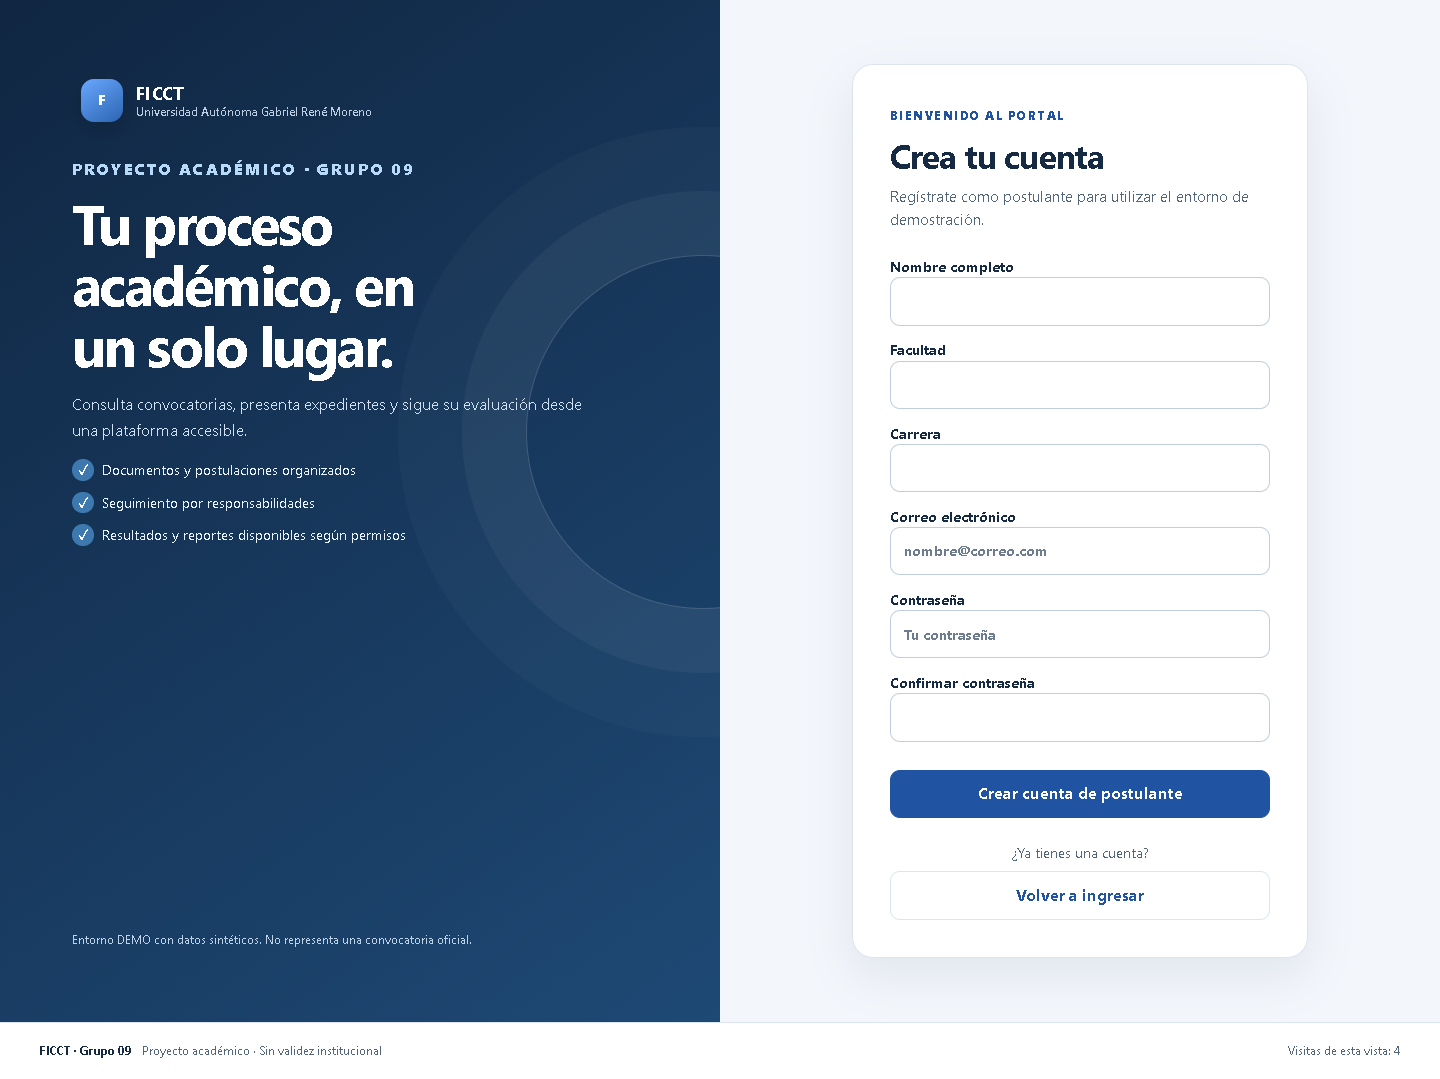 F
FICCT
Universidad Autónoma Gabriel René Moreno
PROYECTO ACADÉMICO · GRUPO 09
Tu proceso
académico, en
un solo lugar.
Consulta convocatorias, presenta expedientes y sigue su evaluación desde
una plataforma accesible.
✓ Documentos y postulaciones organizados
✓ Seguimiento por responsabilidades
✓ Resultados y reportes disponibles según permisos
Entorno DEMO con datos sintéticos. No representa una convocatoria oficial.
BIENVENIDO AL PORTAL
Crea tu cuenta
Regístrate como postulante para utilizar el entorno de
demostración.
Nombre completo
Facultad
Carrera
Correo electrónico
nombre@correo.com
Contraseña
Tu contraseña
Confirmar contraseña
Crear cuenta de postulante
¿Ya tienes una cuenta?
Volver a ingresar
FICCT · Grupo 09 Proyecto académico · Sin validez institucional
Visitas de esta vista: 4